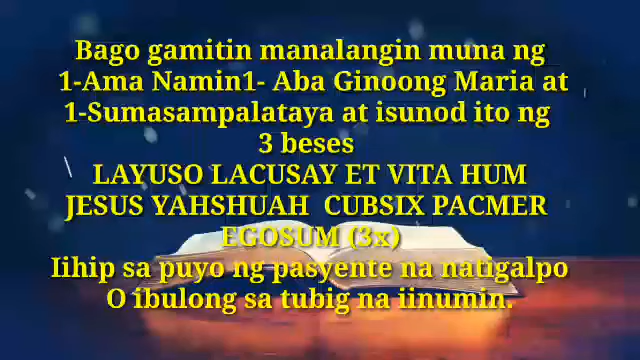 Bago gamitin manalangin muna ng
1-Ama Namin1- Aba Ginoong Maria at
1-Sumasampalataya at isunod ito ng
3 beses
LAYUSO LACUSAY ET VITA HUM
JESUS YAHSHUAH CUBSIX PACMER
EGOSUM (3x)
Iihip sa puyo ng pasyente na natigalpo
O ibulong sa tubig na iinumin.